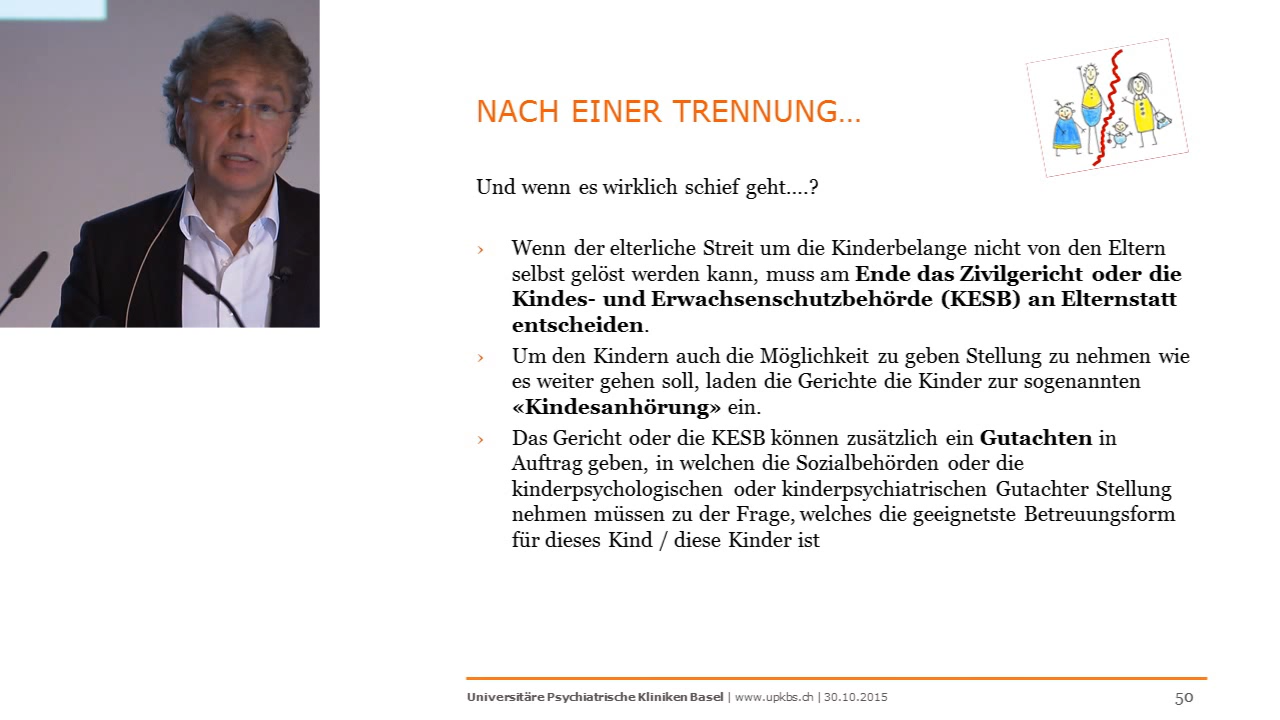 NACH EINER TRENNUNG…
Und wenn es wirklich schief geht….?
› Wenn der elterliche Streit um die Kinderbelange nicht von den Eltern
selbst gelöst werden kann, muss am Ende das Zivilgericht oder die
Kindes- und Erwachsenschutzbehörde (KESB) an Elternstatt
entscheiden.
› Um den Kindern auch die Möglichkeit zu geben Stellung zu nehmen wie
es weiter gehen soll, laden die Gerichte die Kinder zur sogenannten
«Kindesanhörung» ein.
› Das Gericht oder die KESB können zusätzlich ein Gutachten in
Auftrag geben, in welchen die Sozialbehörden oder die
kinderpsychologischen oder kinderpsychiatrischen Gutachter Stellung
nehmen müssen zu der Frage, welches die geeignetste Betreuungsform
für dieses Kind / diese Kinder ist
Universitäre Psychiatrische Kliniken Basel | www.upkbs.ch | 30.10.2015 50